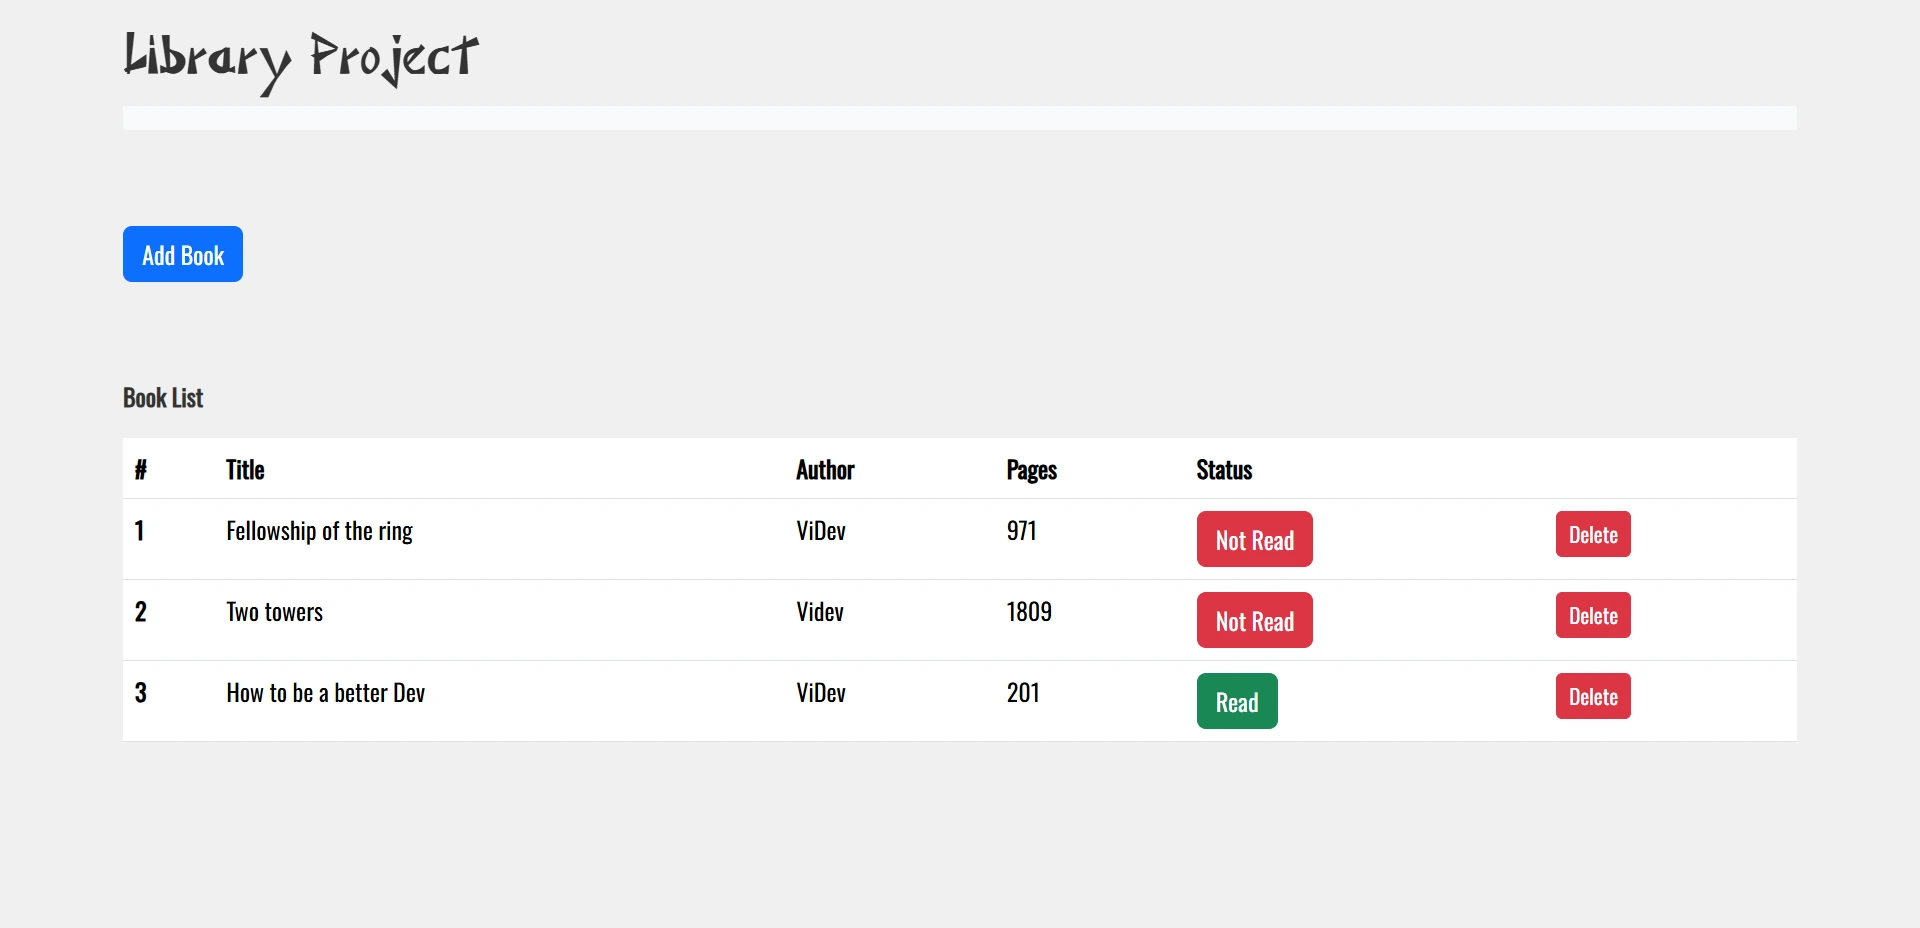 Library Project
Add Book
Book List
# Title Author Pages Status
1 Fellowship of the ring ViDev 971 Not Read Delete
2 Two towers Videv 1809 Not Read Delete
3 How to be a better Dev ViDev 201 Read Delete